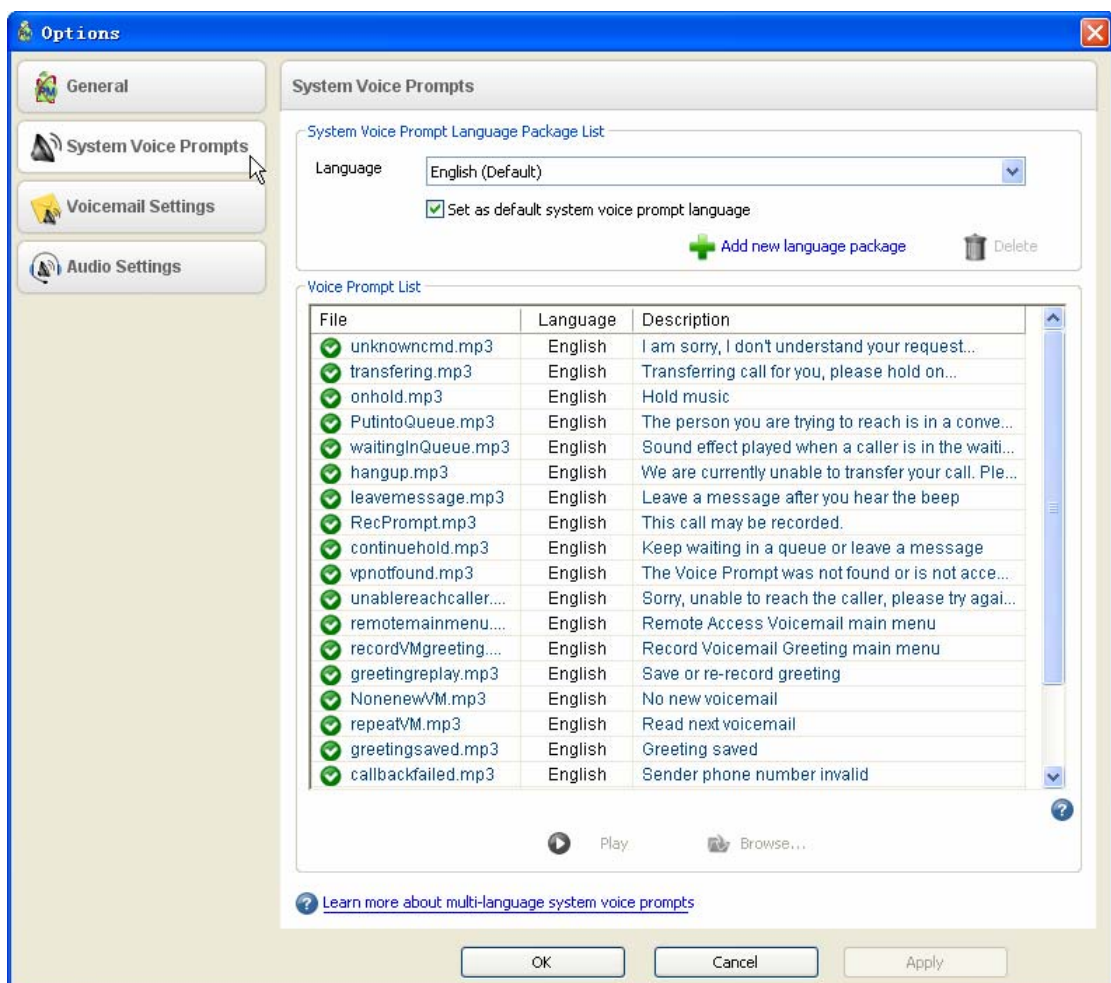 Options
General
System Voice Prompts
Voicemail Settings
Audio Settings
System Voice Prompts
System Voice Prompt Language Package List
Language English (Default)
Set as default system voice prompt language
Add new language package Delete
Voice Prompt List
File Language Description
unknowncmd.mp3 English I am sorry, I don't understand your request...
transfering.mp3 English Transferring call for you, please hold on...
onhold.mp3 English Hold music
PutintoQueue.mp3 English The person you are trying to reach is in a conve...
waitingInQueue.mp3 English Sound effect played when a caller is in the waiti...
hangup.mp3 English We are currently unable to transfer your call. Ple...
leavemessage.mp3 English Leave a message after you hear the beep
RecPrompt.mp3 English This call may be recorded.
continuehold.mp3 English Keep waiting in a queue or leave a message
vpnotfound.mp3 English The Voice Prompt was not found or is not acce...
unablereachcaller.... English Sorry, unable to reach the caller, please try agai...
remotemainmenu.... English Remote Access Voicemail main menu
recordVMgreeting.... English Record Voicemail Greeting main menu
greetingreplay.mp3 English Save or re-record greeting
NonenewVM.mp3 English No new voicemail
repeatVM.mp3 English Read next voicemail
greetingsaved.mp3 English Greeting saved
callbackfailed.mp3 English Sender phone number invalid
Play Browse...
Learn more about multi-language system voice prompts
OK Cancel Apply